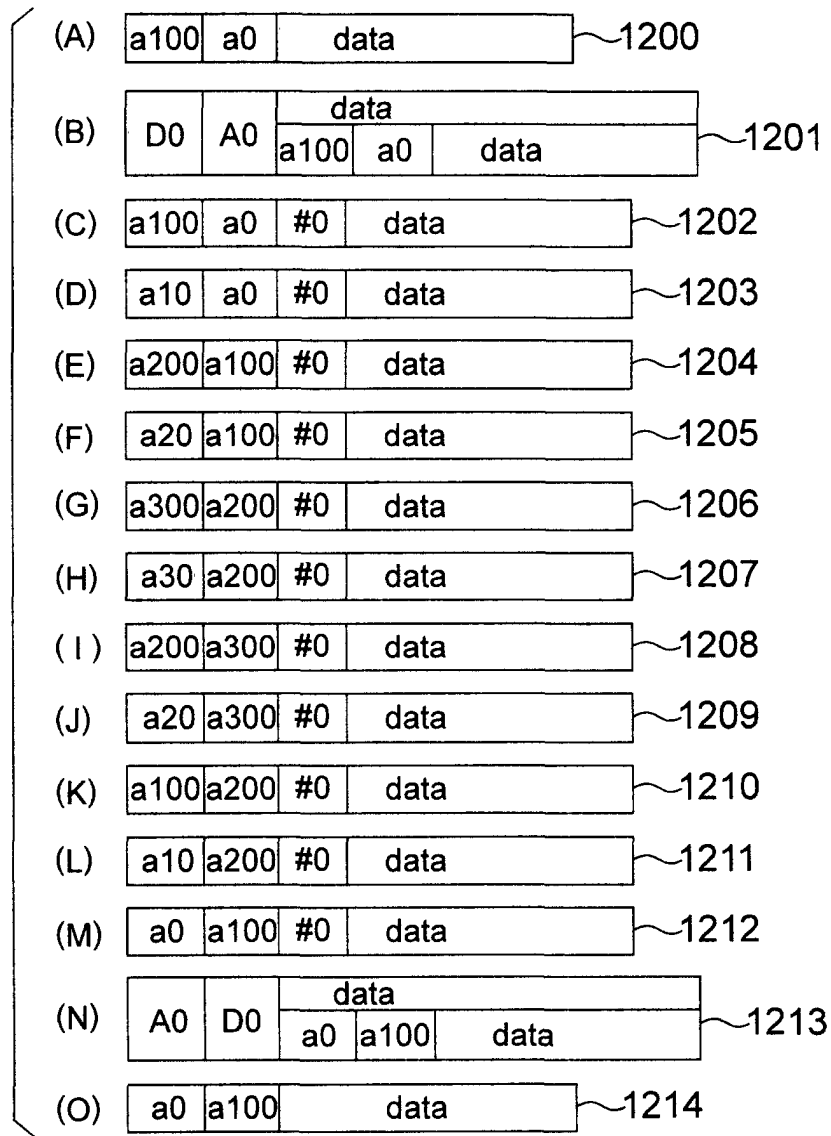 (A) a100 a0 data 1200
(B) D0 A0 data 1201
a100 a0 data
(C) a100 a0 #0 data 1202
(D) a10 a0 #0 data 1203
(E) a200 a100 #0 data 1204
(F) a20 a100 #0 data 1205
(G) a300 a200 #0 data 1206
(H) a30 a200 #0 data 1207
(I) a200 a300 #0 data 1208
(J) a20 a300 #0 data 1209
(K) a100 a200 #0 data 1210
(L) a10 a200 #0 data 1211
(M) a0 a100 #0 data 1212
(N) A0 D0 data 1213
a0 a100 data
(O) a0 a100 data 1214